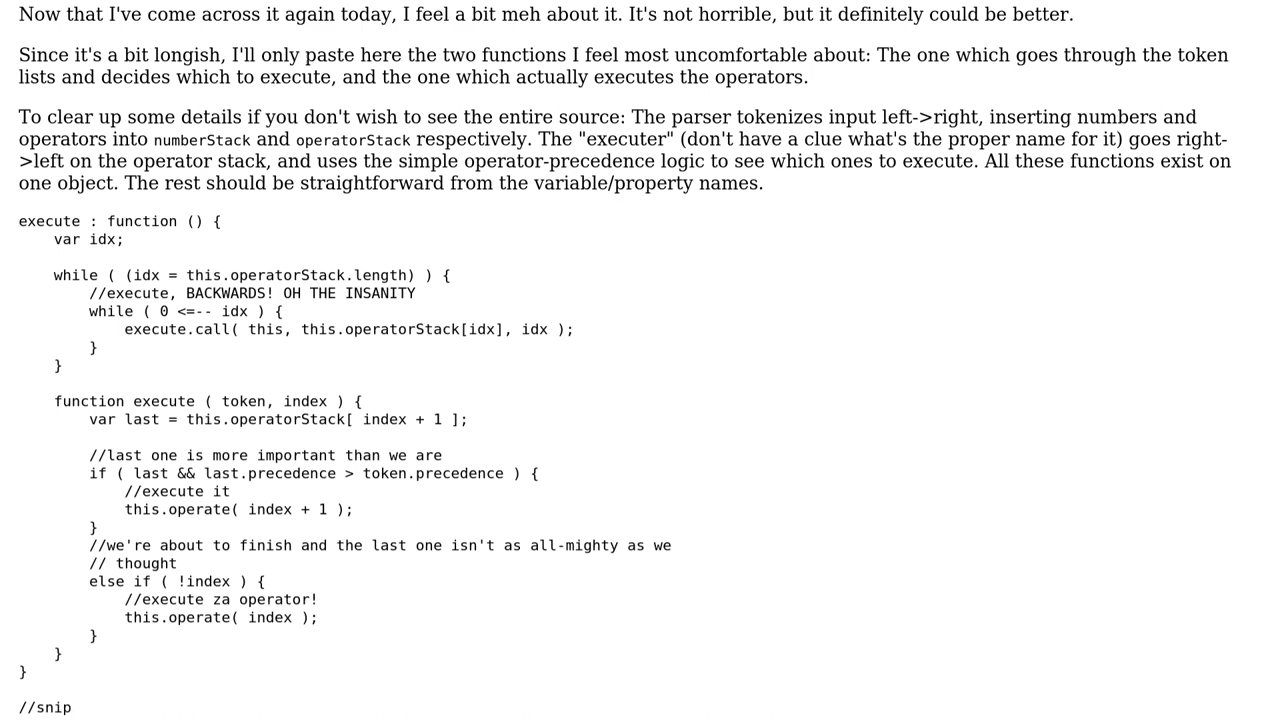 Now that I've come across it again today, I feel a bit meh about it. It's not horrible, but it definitely could be better.
Since it's a bit longish, I'll only paste here the two functions I feel most uncomfortable about: The one which goes through the token
lists and decides which to execute, and the one which actually executes the operators.
To clear up some details if you don't wish to see the entire source: The parser tokenizes input left->right, inserting numbers and
operators into numberStack and operatorStack respectively. The "executer" (don't have a clue what's the proper name for it) goes right-
>left on the operator stack, and uses the simple operator-precedence logic to see which ones to execute. All these functions exist on
one object. The rest should be straightforward from the variable/property names.
execute : function () {
    var idx;
    while ( (idx = this.operatorStack.length) ) {
        //execute, BACKWARDS! OH THE INSANITY
        while ( 0 <=-- idx ) {
            execute.call( this, this.operatorStack[idx], idx );
        }
    }
    function execute ( token, index ) {
        var last = this.operatorStack[ index + 1 ];
        //last one is more important than we are
        if ( last && last.precedence > token.precedence ) {
            //execute it
            this.operate( index + 1 );
        }
        //we're about to finish and the last one isn't as all-mighty as we
        // thought
        else if ( !index ) {
            //execute za operator!
            this.operate( index );
        }
    }
}
//snip